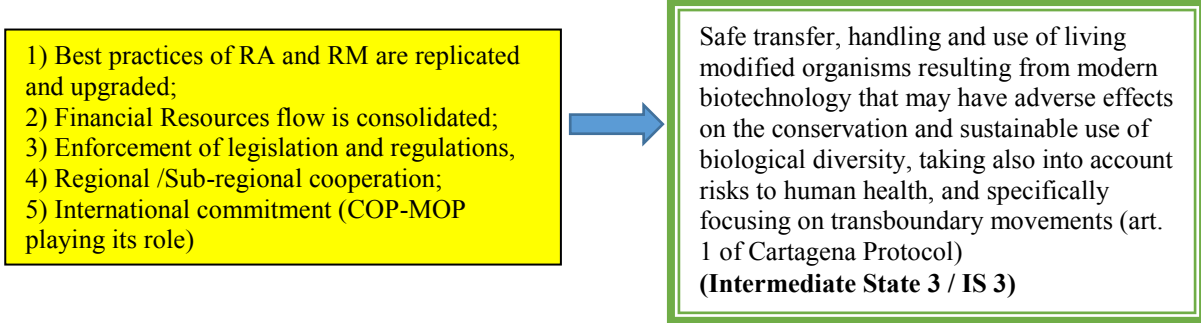 1) Best practices of RA and RM are replicated
and upgraded;
2) Financial Resources flow is consolidated;
3) Enforcement of legislation and regulations,
4) Regional /Sub-regional cooperation;
5) International commitment (COP-MOP
playing its role)
Safe transfer, handling and use of living
modified organisms resulting from modern
biotechnology that may have adverse effects
on the conservation and sustainable use of
biological diversity, taking also into account
risks to human health, and specifically
focusing on transboundary movements (art.
1 of Cartagena Protocol)
(Intermediate State 3 / IS 3)